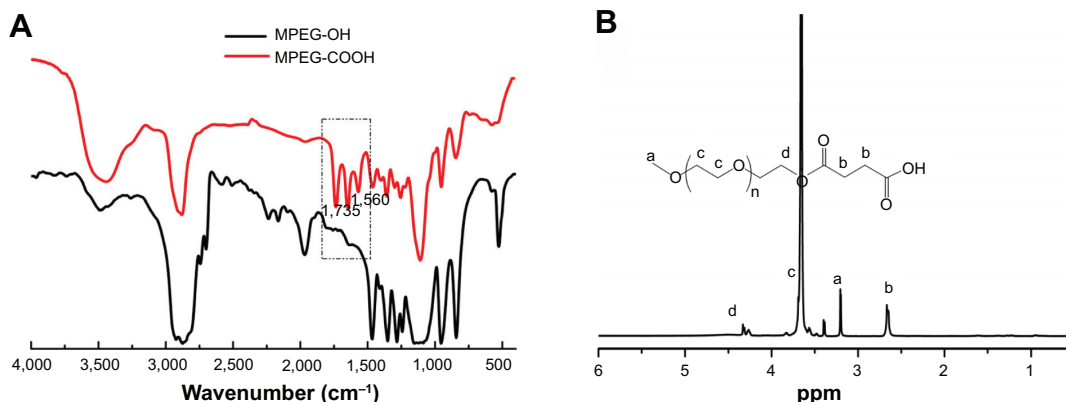 A
MPEG-OH
MPEG-COOH
1,735
1,560
4,000 3,500 3,000 2,500 2,000 1,500 1,000 500
Wavenumber (cm⁻¹)
B
a
O
c
c
O
n
d
O
O
b
b
OH
O
d
c
a
b
6 5 4 3 2 1
ppm